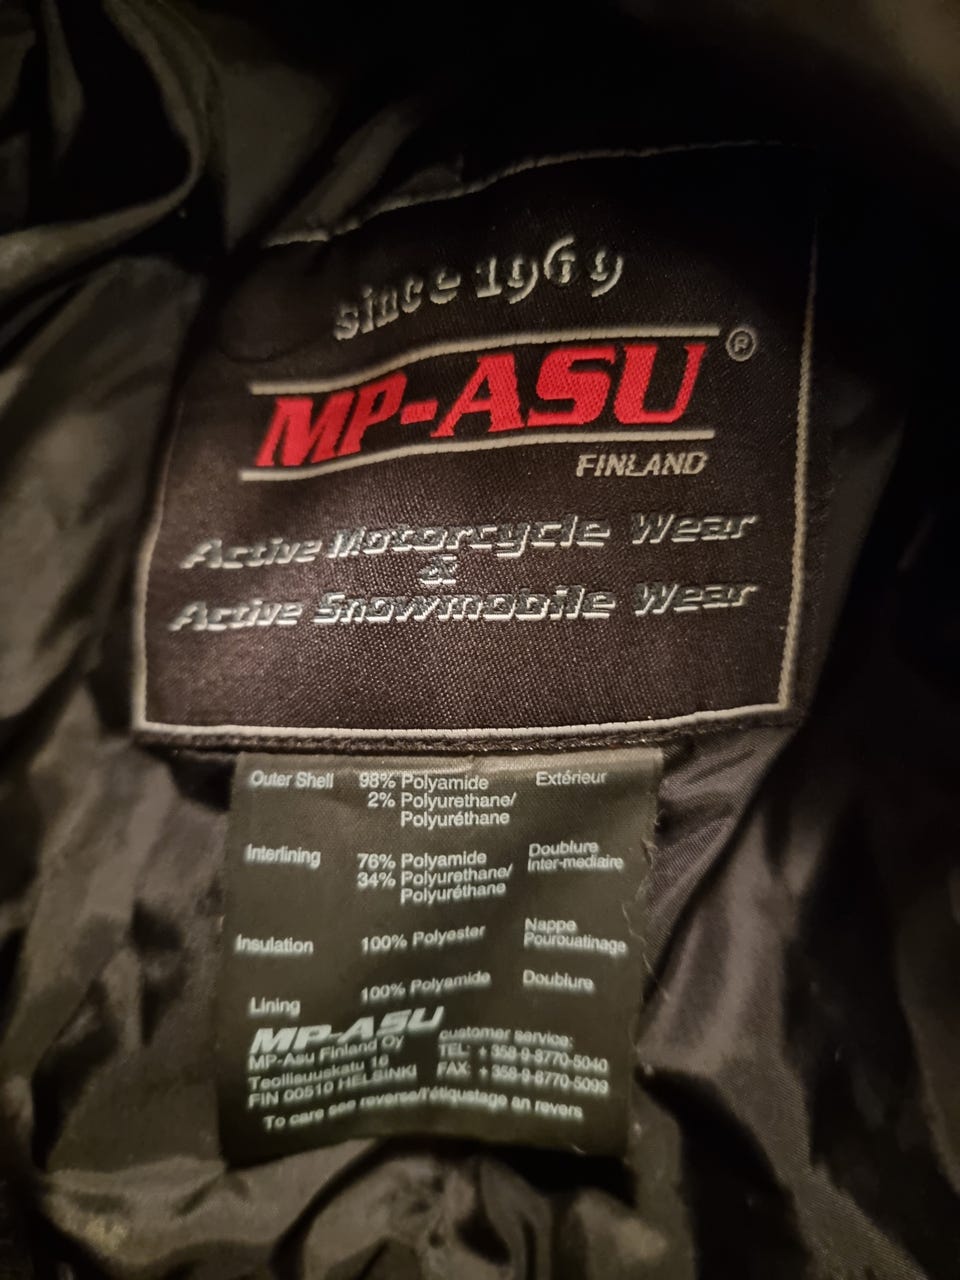 since 1969
MP-ASU®
FINLAND
Active Motorcycle Wear
&
Active Snowmobile Wear
Outer Shell 98% Polyamide Extérieur
2% Polyurethane/
Polyuréthane
Interlining 76% Polyamide Doublure
34% Polyurethane/ Inter-mediaire
Polyuréthane
Insulation 100% Polyester Nappe
Pourouatinage
Lining 100% Polyamide Doublure
MP-ASU
MP-Asu Finland Oy
Teollisuuskatu 16
FIN 00510 HELSINKI
customer service:
TEL: +358-9-8770-5040
FAX: +358-9-8770-5099
To care see reverse/l'étiqustage an revers